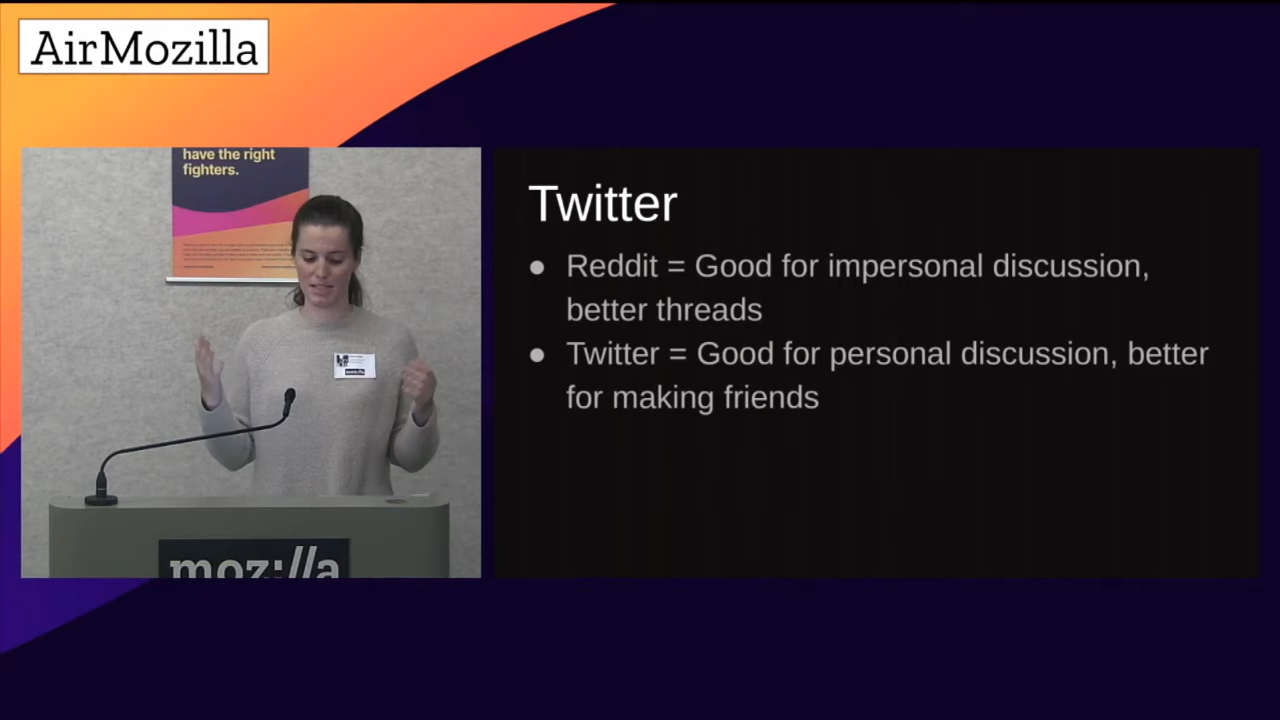 AirMozilla
have the right
fighters.
moz://a
Twitter
● Reddit = Good for impersonal discussion,
better threads
● Twitter = Good for personal discussion, better
for making friends